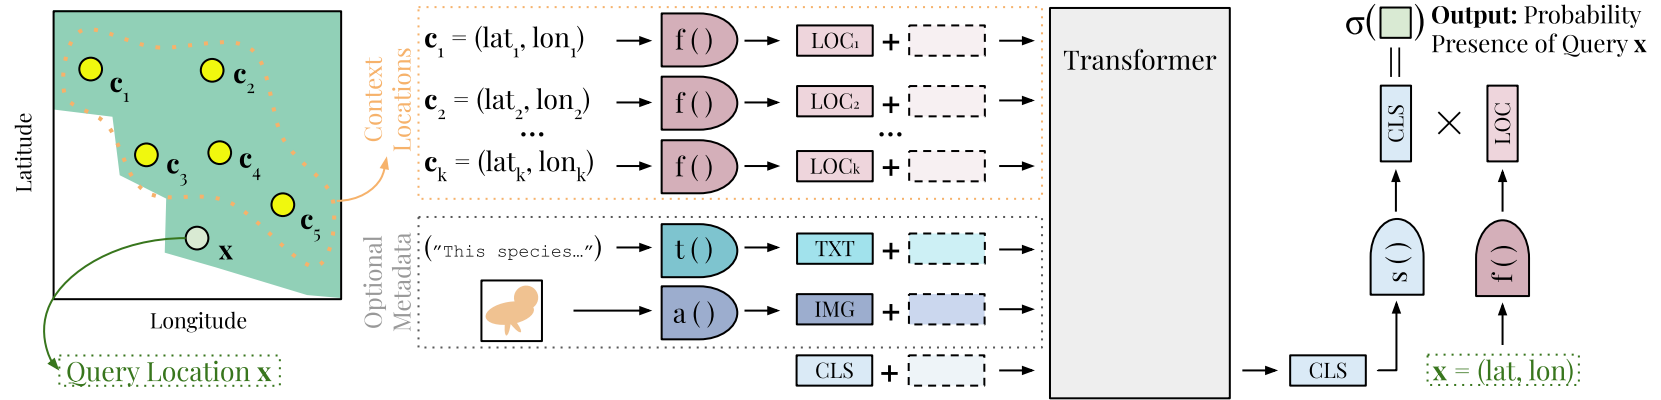 Latitude
c₁
c₂
c₃
c₄
c₅
x
Longitude
Query Location x
Context
Locations
c₁ = (lat₁, lon₁)
f ( )
LOC₁
+
c₂ = (lat₂, lon₂)
f ( )
LOC₂
+
...
...
cₖ = (latₖ, lonₖ)
f ( )
LOCₖ
+
Optional
Metadata
("This species…")
t ( )
TXT
+
a ( )
IMG
+
CLS
+
Transformer
CLS
s ( )
CLS
×
LOC
f ( )
x = (lat, lon)
σ( )
Output: Probability
Presence of Query x